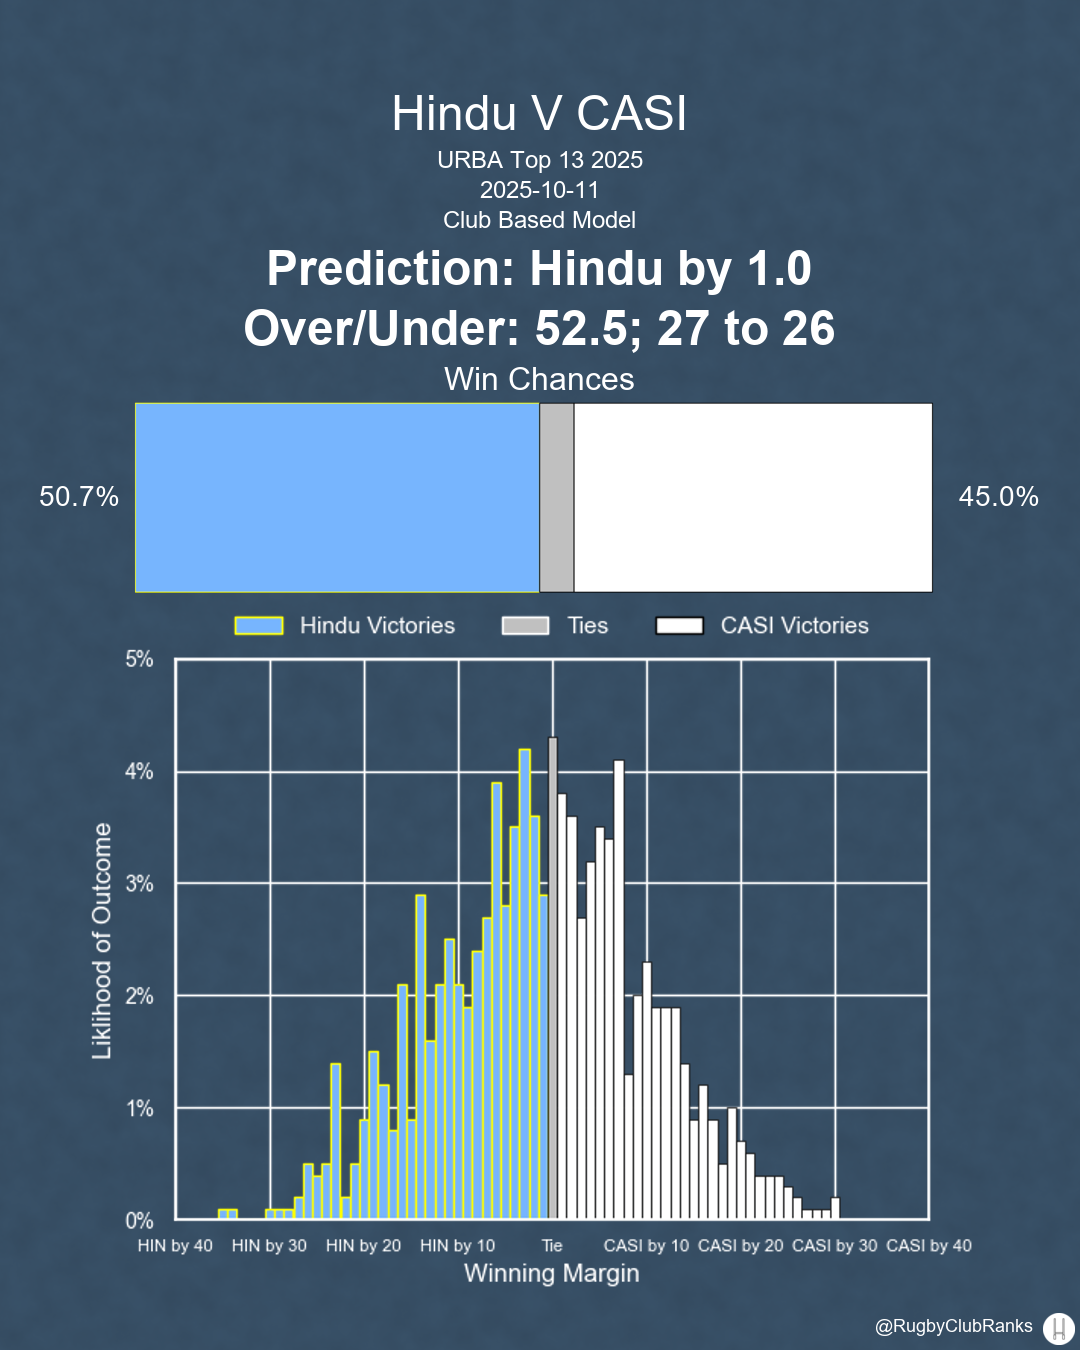 Hindu V CASI
URBA Top 13 2025
2025-10-11
Club Based Model
Prediction: Hindu by 1.0
Over/Under: 52.5; 27 to 26
Win Chances
50.7%
45.0%
Hindu Victories Ties CASI Victories
5%
4%
3%
2%
1%
0%
Liklihood of Outcome
HIN by 40 HIN by 30 HIN by 20 HIN by 10 Tie CASI by 10 CASI by 20 CASI by 30 CASI by 40
Winning Margin
@RugbyClubRanks